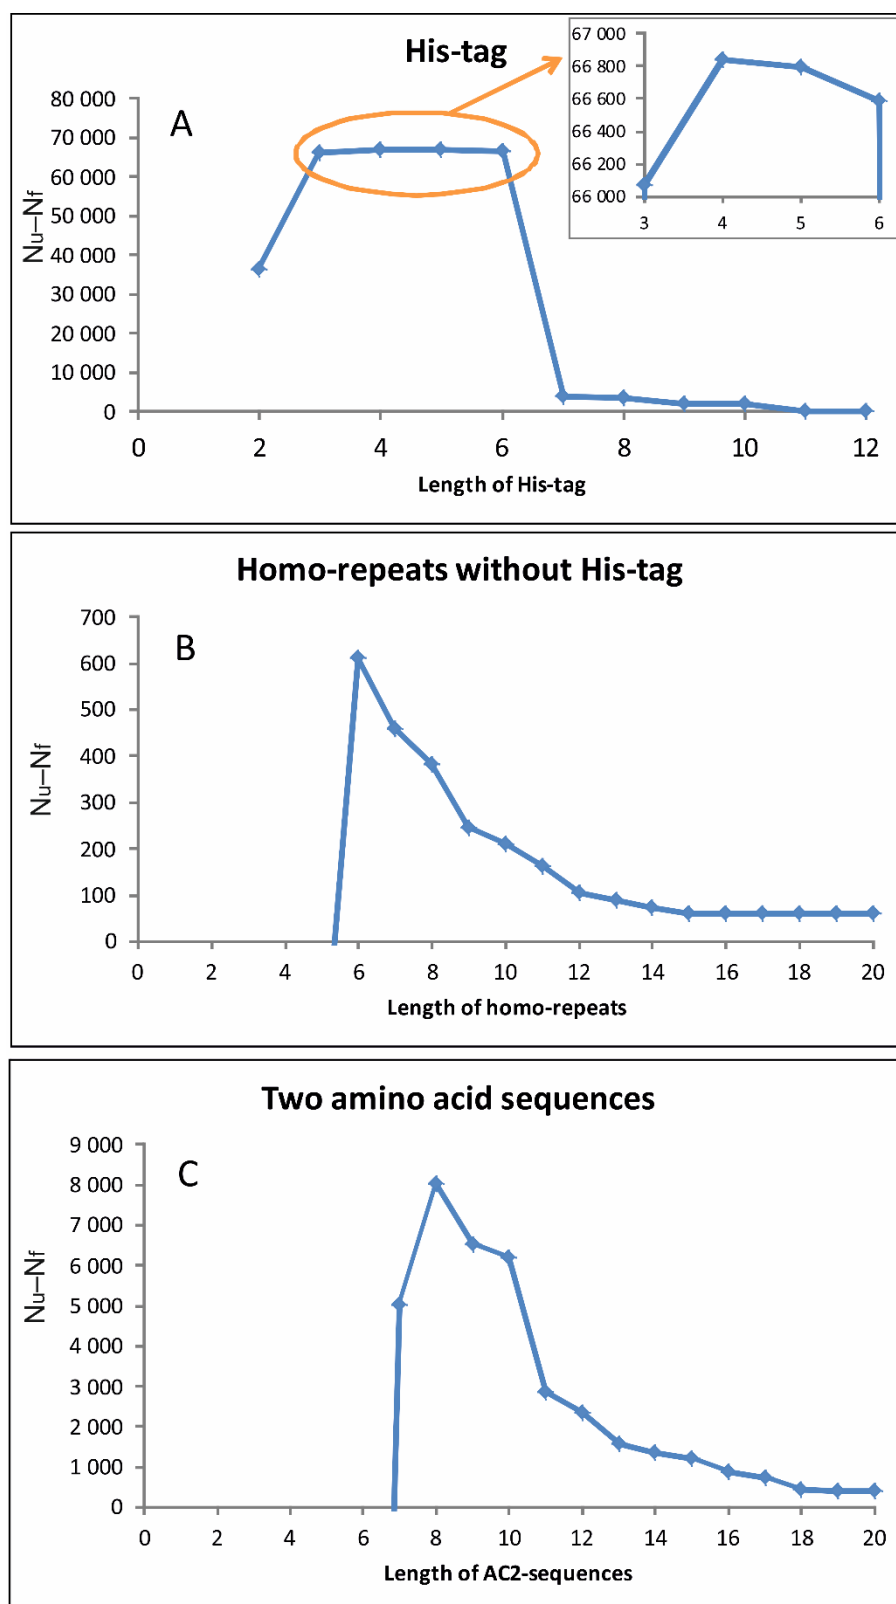 His-tag
A
Nu–Nf
80 000
70 000
60 000
50 000
40 000
30 000
20 000
10 000
0
0 2 4 6 8 10 12
Length of His-tag
67 000
66 800
66 600
66 400
66 200
66 000
3 4 5 6
Homo-repeats without His-tag
B
Nu–Nf
700
600
500
400
300
200
100
0
0 2 4 6 8 10 12 14 16 18 20
Length of homo-repeats
Two amino acid sequences
C
Nu–Nf
9 000
8 000
7 000
6 000
5 000
4 000
3 000
2 000
1 000
0
0 2 4 6 8 10 12 14 16 18 20
Length of AC2-sequences